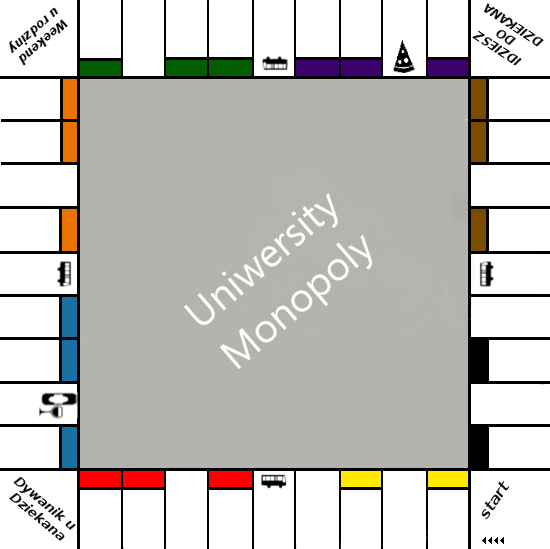 Weekend
u rodziny
IDZIESZ
DO
DZIEKANA
Uniwersity
Monopoly
Dywanik u
Dziekana
start